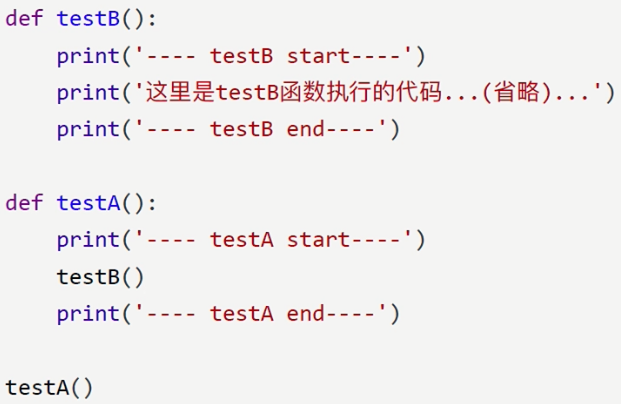 def testB():
    print('---- testB start----')
    print('这里是testB函数执行的代码...(省略)...')
    print('---- testB end----')

def testA():
    print('---- testA start----')
    testB()
    print('---- testA end----')

testA()